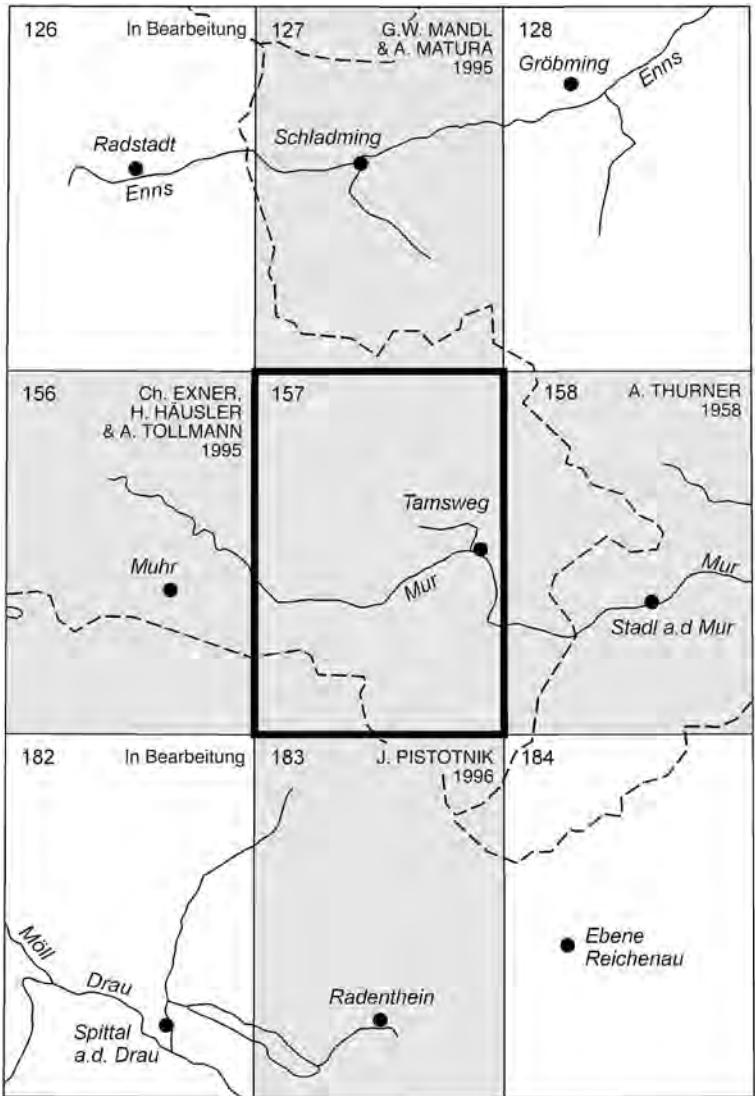 126
In Bearbeitung
127
G.W. MANDL
& A. MATURA
1995
128
Gröbming
Enns
Radstadt
Enns
Schladming
156
Ch. EXNER,
H. HÄUSLER
& A. TOLLMANN
1995
157
158
A. THURNER
1958
Tamsweg
Muhr
Mur
Mur
Stadl a.d Mur
182
In Bearbeitung
183
J. PISTOTNIK
1996
184
Möll
Drau
Spittal
a.d. Drau
Radenthein
Ebene
Reichenau